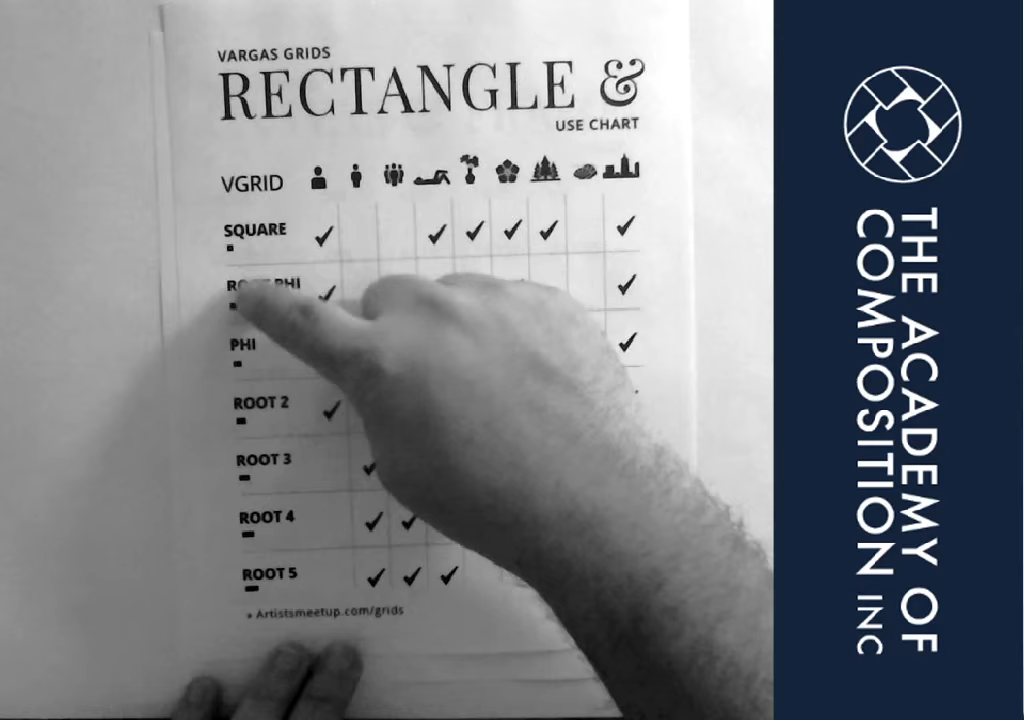 VARGAS GRIDS
RECTANGLE &
USE CHART
VGRID
SQUARE
PHI
PHI
ROOT 2
ROOT 3
ROOT 4
ROOT 5
Artistsmeetup.com/grids
THE ACADEMY OF
COMPOSITION INC